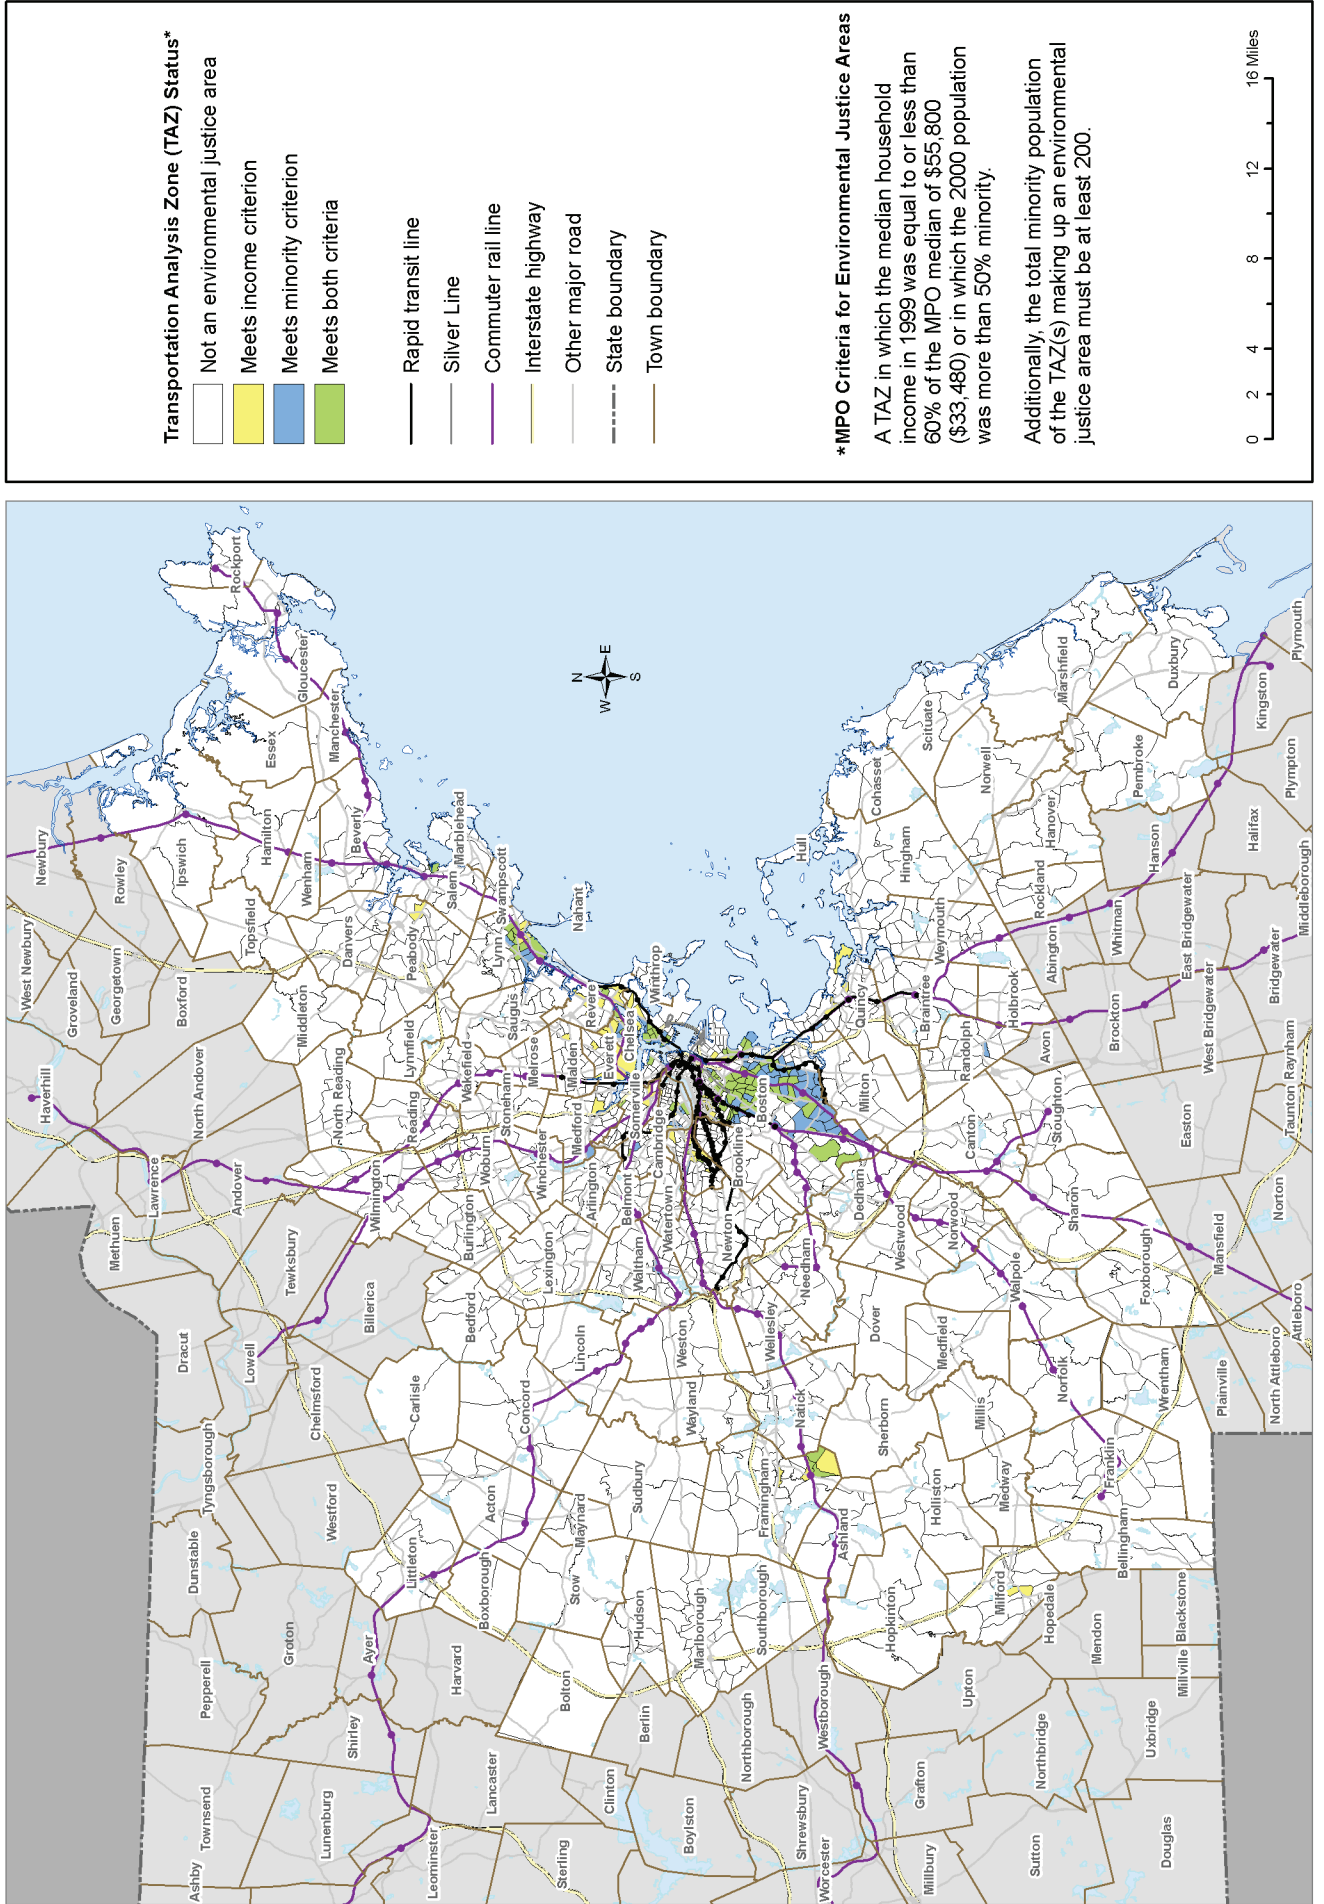 Transportation Analysis Zone (TAZ) Status*
Not an environmental justice area
Meets income criterion
Meets minority criterion
Meets both criteria
Rapid transit line
Silver Line
Commuter rail line
Interstate highway
Other major road
State boundary
Town boundary
*MPO Criteria for Environmental Justice Areas
A TAZ in which the median household
income in 1999 was equal to or less than
60% of the MPO median of $55,800
($33,480) or in which the 2000 population
was more than 50% minority.
Additionally, the total minority population
of the TAZ(s) making up an environmental
justice area must be at least 200.
0 2 4 8 12 16 Miles
N
W E
S
Newbury
West Newbury
Groveland
Haverhill
Rowley
Georgetown
Boxford
North Andover
Lawrence
Methuen
Andover
Dracut
Lowell
Tewksbury
Billerica
Chelmsford
Tyngsborough
Dunstable
Westford
Pepperell
Groton
Townsend
Ashby
Lunenburg
Shirley
Ayer
Harvard
Leominster
Lancaster
Sterling
Clinton
Bolton
Berlin
Boylston
Northborough
Shrewsbury
Worcester
Westborough
Millbury
Grafton
Sutton
Northbridge
Upton
Douglas
Uxbridge
Millville
Blackstone
Mendon
Hopedale
Milford
Bellingham
Hopkinton
Rockport
Gloucester
Essex
Manchester
Ipswich
Hamilton
Wenham
Beverly
Topsfield
Danvers
Middleton
North Reading
Wilmington
Salem
Marblehead
Peabody
Swampscott
Lynn
Nahant
Lynnfield
Saugus
Reading
Wakefield
Stoneham
Melrose
Malden
Revere
Everett
Chelsea
Winthrop
Woburn
Winchester
Medford
Somerville
Burlington
Lexington
Arlington
Belmont
Cambridge
Bedford
Lincoln
Waltham
Watertown
Carlisle
Concord
Littleton
Acton
Boxborough
Maynard
Stow
Hudson
Sudbury
Wayland
Weston
Newton
Brookline
Boston
Marlborough
Southborough
Framingham
Natick
Wellesley
Needham
Dedham
Milton
Quincy
Hull
Ashland
Sherborn
Dover
Westwood
Holliston
Medway
Millis
Medfield
Norwood
Walpole
Norfolk
Franklin
Wrentham
Foxborough
Sharon
Canton
Stoughton
Randolph
Braintree
Holbrook
Weymouth
Hingham
Cohasset
Scituate
Norwell
Marshfield
Hanover
Rockland
Pembroke
Duxbury
Avon
Abington
Brockton
Whitman
Hanson
Kingston
Plymouth
Plympton
Halifax
East Bridgewater
West Bridgewater
Bridgewater
Middleborough
Easton
Taunton
Raynham
Norton
Mansfield
Plainville
North Attleboro
Attleboro